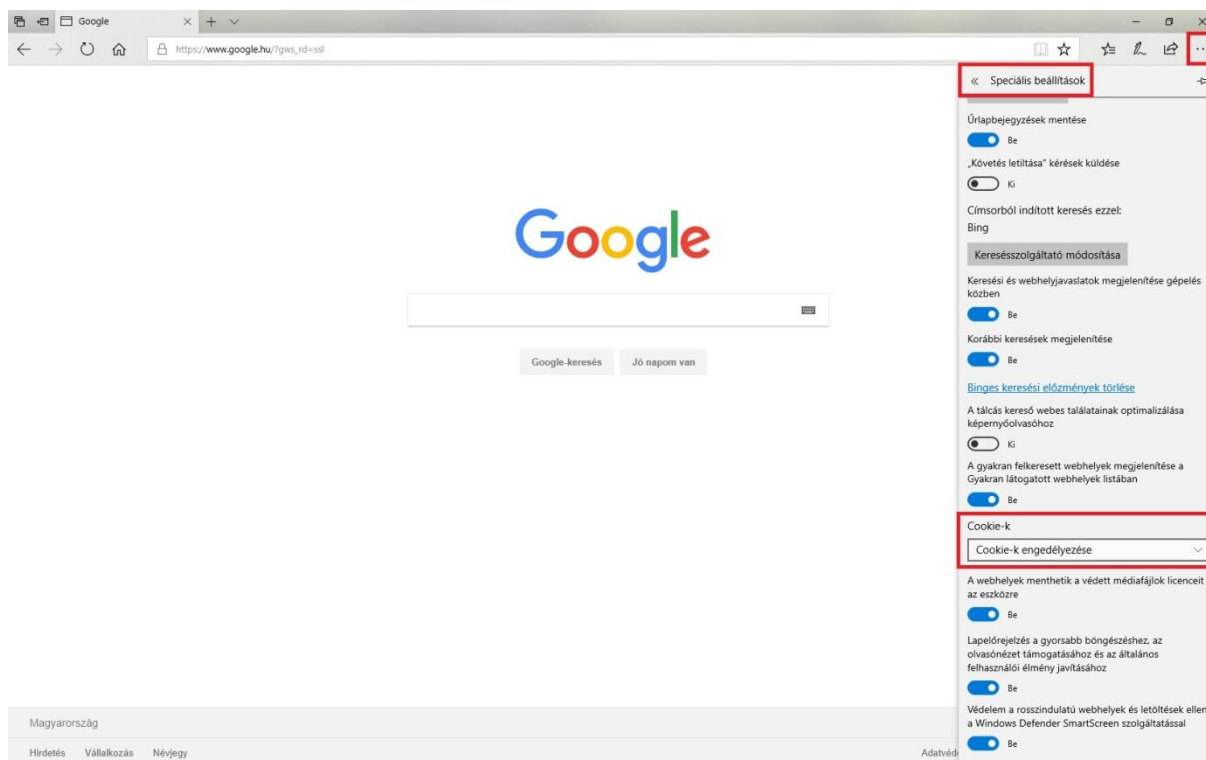 Google
https://www.google.hu/?gws_rd=ssl
Speciális beállítások
Űrlapbejegyzések mentése
Be
„Követés letiltása" kérések küldése
Ki
Címsorból indított keresés ezzel:
Bing
Keresésszolgáltató módosítása
Keresési és webhelyjavaslatok megjelenítése gépelés
közben
Be
Korábbi keresések megjelenítése
Be
Binges keresési előzmények törlése
A tálcás kereső webes találatainak optimalizálása
képernyőolvasóhoz
Ki
A gyakran felkeresett webhelyek megjelenítése a
Gyakran látogatott webhelyek listában
Be
Cookie-k
Cookie-k engedélyezése
A webhelyek menthetik a védett médiafájlok licenceit
az eszközre
Be
Lapelőrejelzés a gyorsabb böngészéshez, az
olvasónézet támogatásához és az általános
felhasználói élmény javításához
Be
Védelem a rosszindulatú webhelyek és letöltések ellen
a Windows Defender SmartScreen szolgáltatással
Be
Google
Google-keresés Jó napom van
Magyarország
Hirdetés Vállalkozás Névjegy